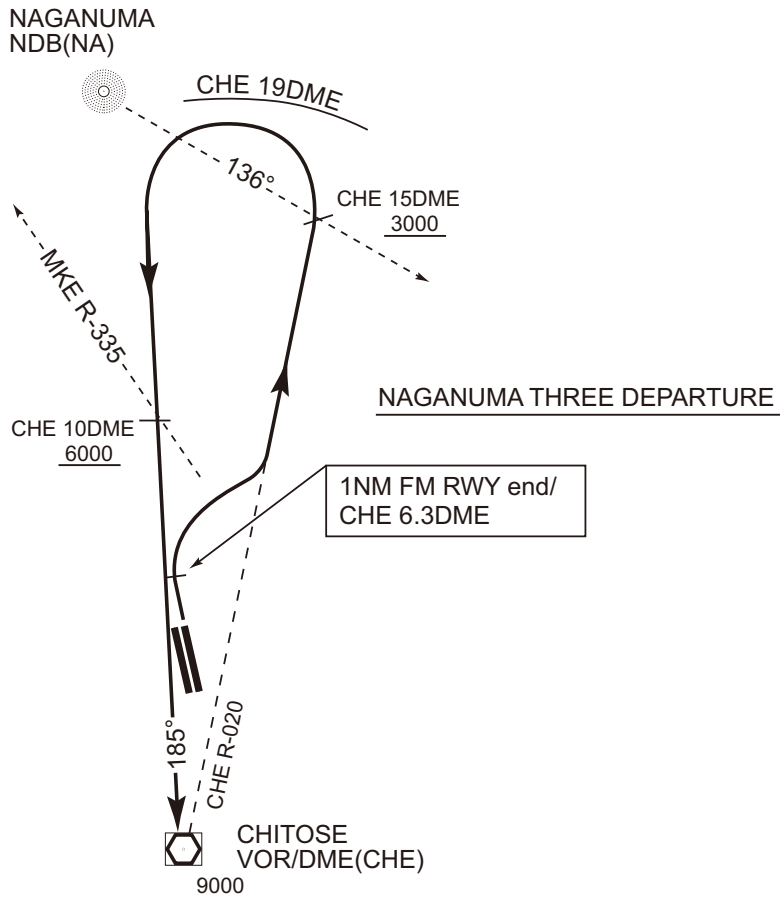 NAGANUMA
NDB(NA)
CHE 19DME
136°
CHE 15DME
3000
MKE R-335
NAGANUMA THREE DEPARTURE
CHE 10DME
6000
1NM FM RWY end/
CHE 6.3DME
CHE R-020
185°
CHITOSE
VOR/DME(CHE)
9000